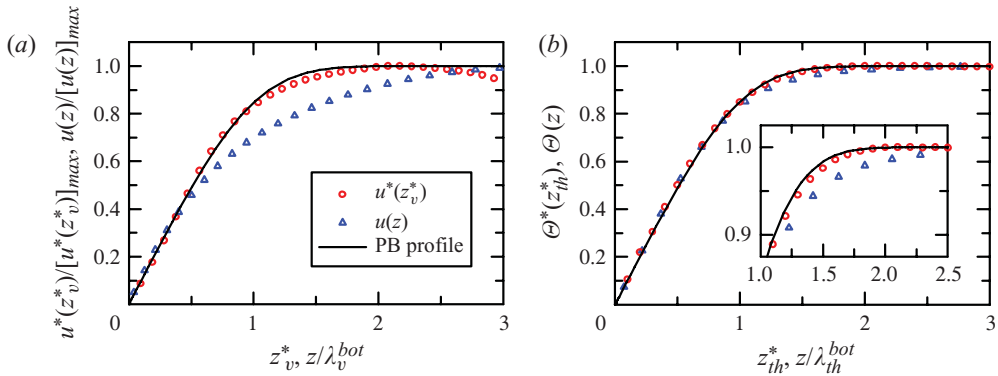 (a)
u*(z*_v)/[u*(z*_v)]_max, u(z)/[u(z)]_max
1.0
0.8
0.6
0.4
0.2
0
1
2
3
z*_v, z/λ_v^bot
u*(z*_v)
u(z)
PB profile
(b)
Θ*(z*_th), Θ(z)
1.0
0.8
0.6
0.4
0.2
0
1
2
3
z*_th, z/λ_th^bot
1.0
0.9
1.0
1.5
2.0
2.5